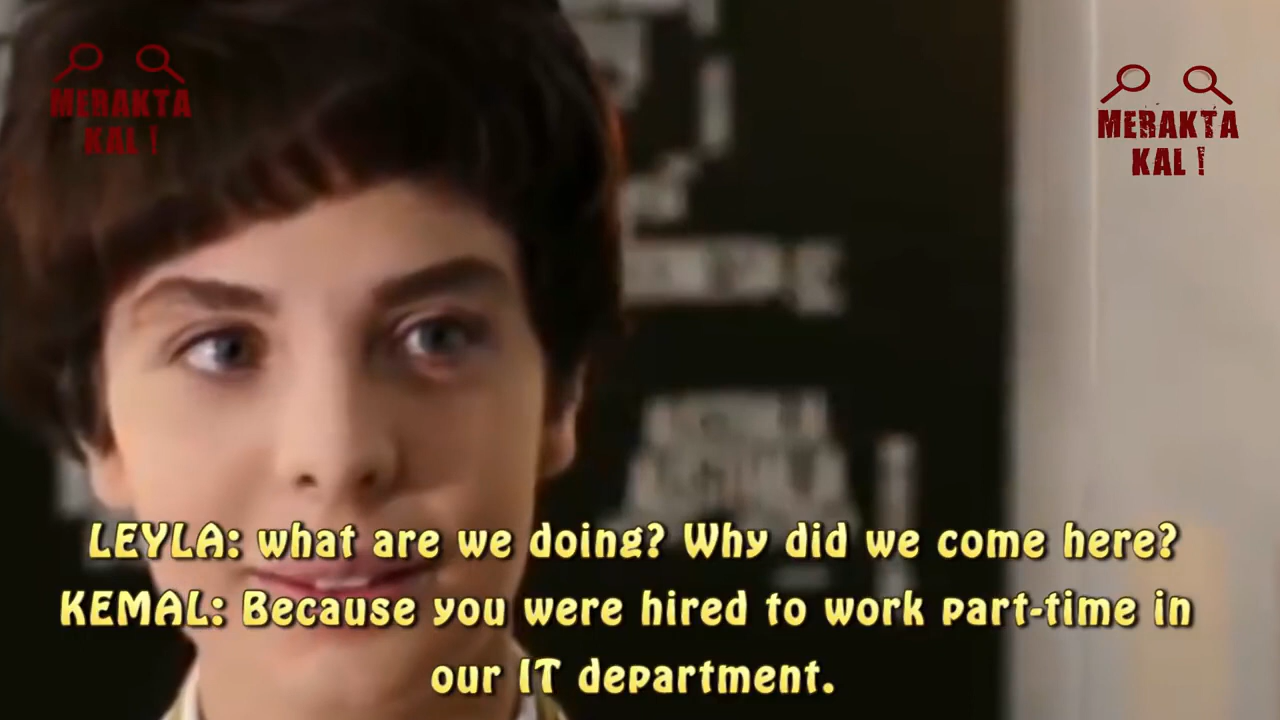 MERAKTA
KAL !
MERAKTA
KAL !
LEYLA: what are we doing? Why did we come here?
KEMAL: Because you were hired to work part-time in
our IT department.